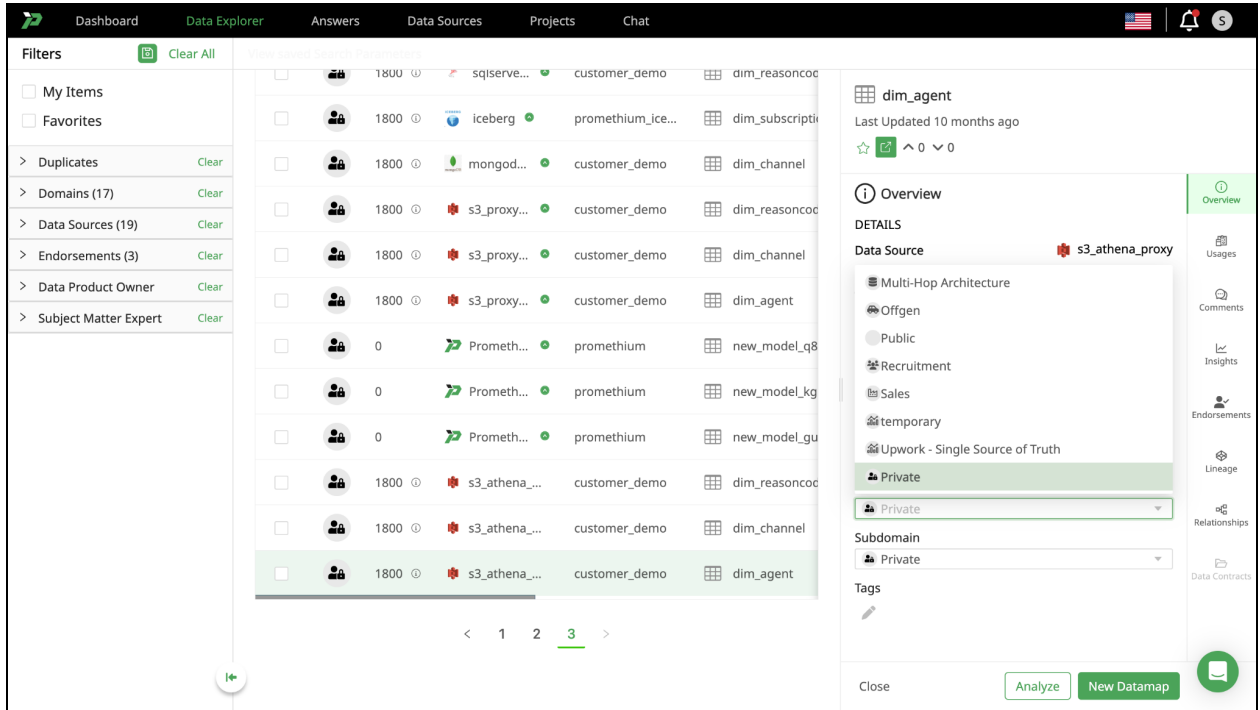 Dashboard Data Explorer Answers Data Sources Projects Chat S
Filters Clear All
My Items
Favorites
Duplicates Clear
Domains (17) Clear
Data Sources (19) Clear
Endorsements (3) Clear
Data Product Owner Clear
Subject Matter Expert Clear
1800 sqlserve... customer_demo dim_reasoncod
1800 iceberg promethium_ice... dim_subscripti
1800 mongod... customer_demo dim_channel
1800 s3_proxy... customer_demo dim_reasoncod
1800 s3_proxy... customer_demo dim_channel
1800 s3_proxy... customer_demo dim_agent
0 Prometh... promethium new_model_q8
0 Prometh... promethium new_model_kg
0 Prometh... promethium new_model_gu
1800 s3_athena_... customer_demo dim_reasoncod
1800 s3_athena_... customer_demo dim_channel
1800 s3_athena_... customer_demo dim_agent
< 1 2 3 >
dim_agent
Last Updated 10 months ago
0 0
Overview
DETAILS
Data Source s3_athena_proxy
Multi-Hop Architecture
Offgen
Public
Recruitment
Sales
temporary
Upwork - Single Source of Truth
Private
Private
Subdomain
Private
Tags
Close Analyze New Datamap
Overview
Usages
Comments
Insights
Endorsements
Lineage
Relationships
Data Contracts